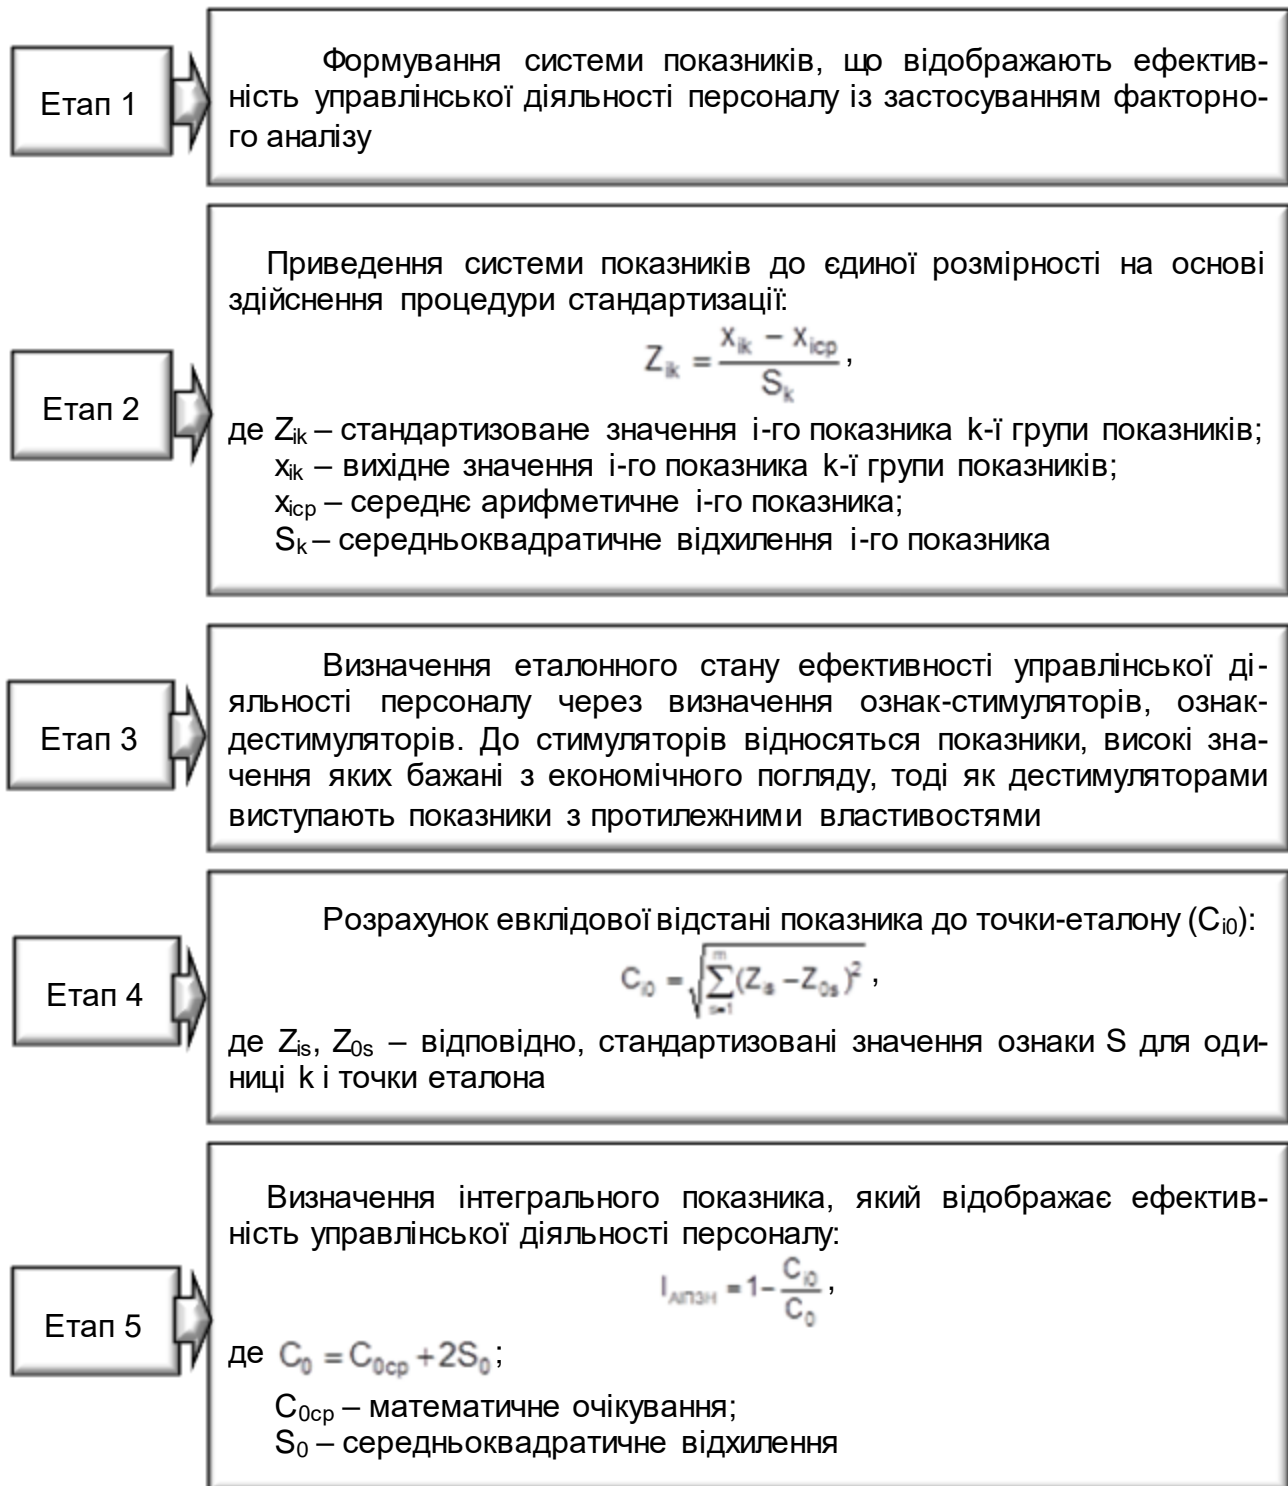 Етап 1
Формування системи показників, що відображають ефектив-
ність управлінської діяльності персоналу із застосуванням факторно-
го аналізу
Етап 2
Приведення системи показників до єдиної розмірності на основі
здійснення процедури стандартизації:
Z_ik = (x_ik − x_icp) / S_k ,
де Z_ik – стандартизоване значення і-го показника k-ї групи показників;
x_ik – вихідне значення і-го показника k-ї групи показників;
x_icp – середнє арифметичне і-го показника;
S_k – середньоквадратичне відхилення і-го показника
Етап 3
Визначення еталонного стану ефективності управлінської ді-
яльності персоналу через визначення ознак-стимуляторів, ознак-
дестимуляторів. До стимуляторів відносяться показники, високі зна-
чення яких бажані з економічного погляду, тоді як дестимуляторами
виступають показники з протилежними властивостями
Етап 4
Розрахунок евклідової відстані показника до точки-еталону (C_i0):
C_i0 = √(∑_{s=1}^{m} (Z_is − Z_0s)²) ,
де Z_is, Z_0s – відповідно, стандартизовані значення ознаки S для оди-
ниці k і точки еталона
Етап 5
Визначення інтегрального показника, який відображає ефектив-
ність управлінської діяльності персоналу:
I_АІПЗН = 1 − C_i0 / C_0 ,
де C_0 = C_0cp + 2S_0 ;
C_0cp – математичне очікування;
S_0 – середньоквадратичне відхилення